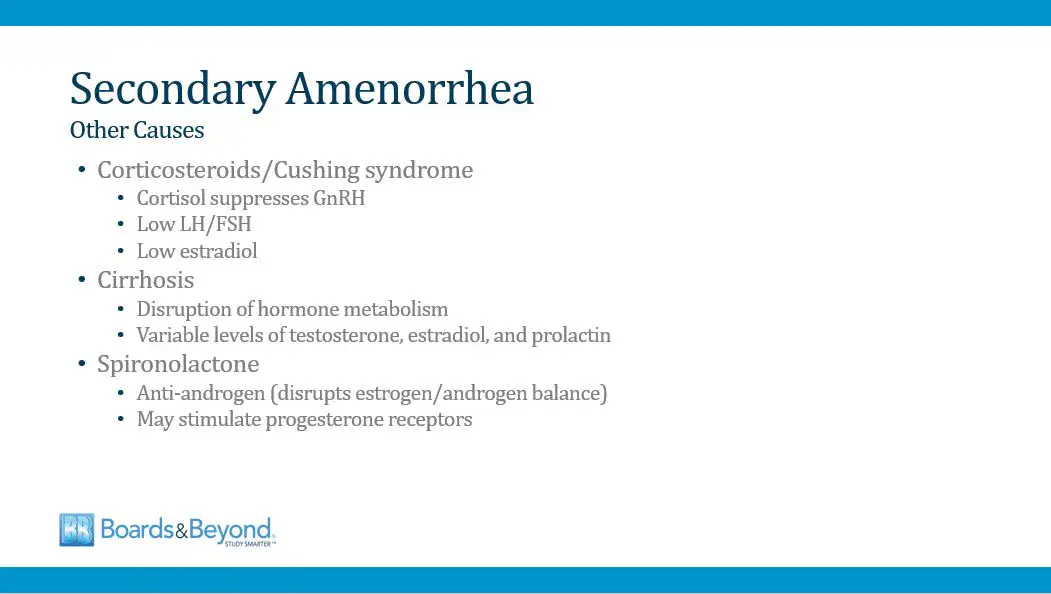 Secondary Amenorrhea
Other Causes
• Corticosteroids/Cushing syndrome
• Cortisol suppresses GnRH
• Low LH/FSH
• Low estradiol
• Cirrhosis
• Disruption of hormone metabolism
• Variable levels of testosterone, estradiol, and prolactin
• Spironolactone
• Anti-androgen (disrupts estrogen/androgen balance)
• May stimulate progesterone receptors
BB Boards&Beyond.
STUDY SMARTER™